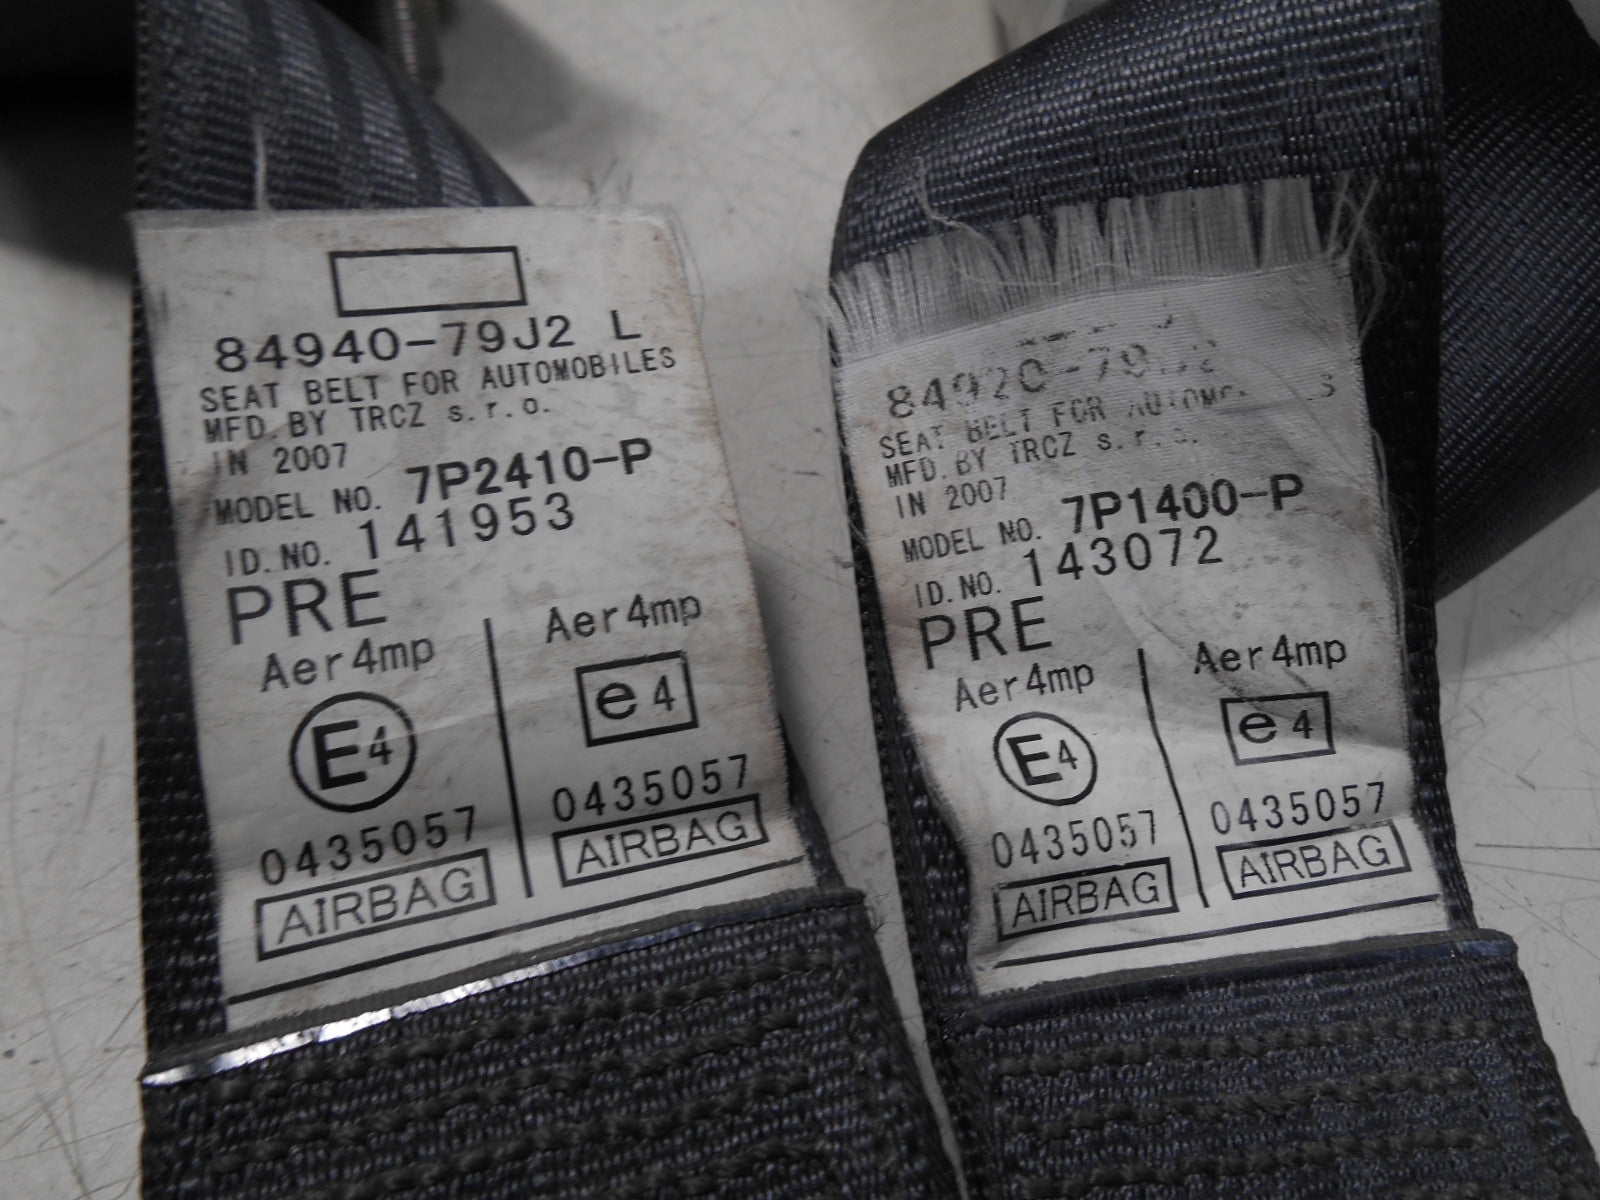 84940-79J2 L
SEAT BELT FOR AUTOMOBILES
MFD. BY TRCZ s.r.o.
IN 2007
MODEL NO. 7P2410-P
ID. NO. 141953
PRE
Aer4mp
E4
0435057
AIRBAG
Aer4mp
e4
0435057
AIRBAG
84920-79J2
SEAT BELT FOR
MFD. BY TRCZ s.r.o.
IN 2007
MODEL NO. 7P1400-P
ID. NO. 143072
PRE
Aer4mp
E4
0435057
AIRBAG
Aer4mp
e4
0435057
AIRBAG